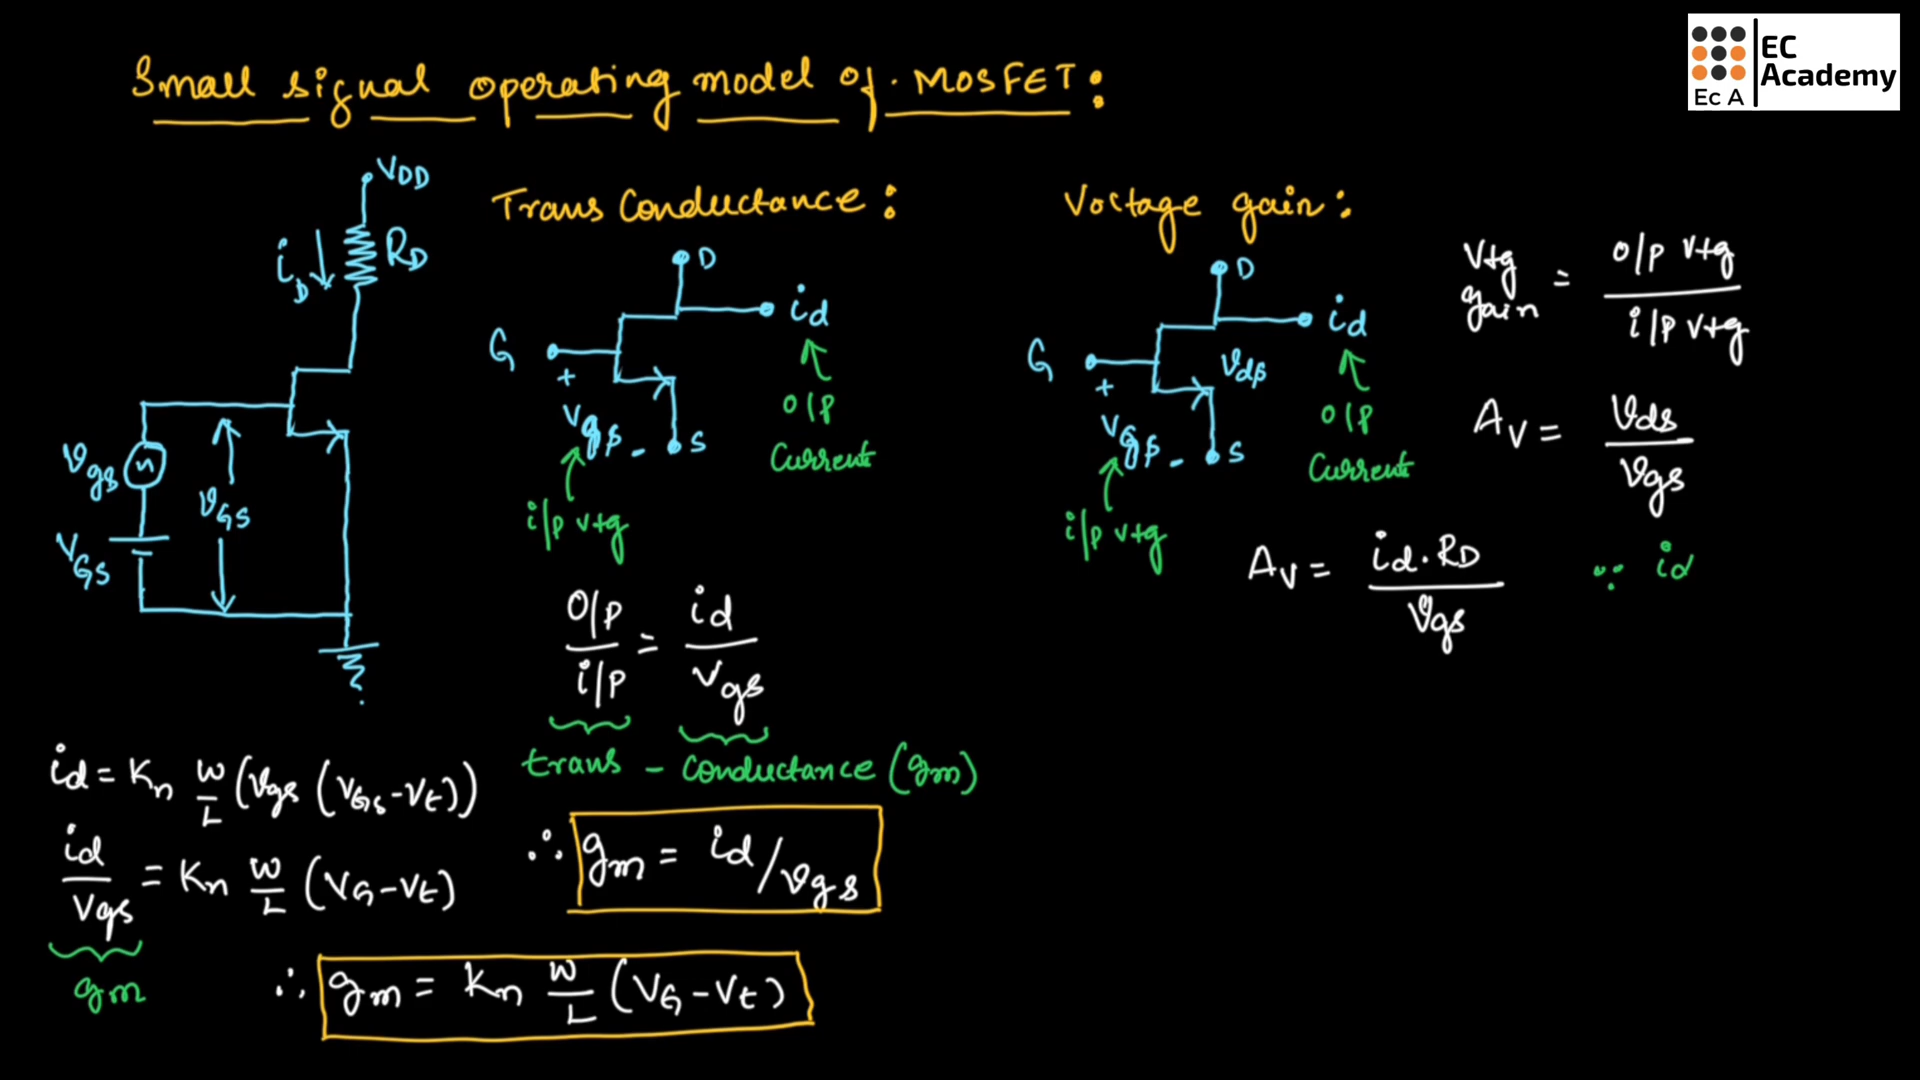 EC
Academy
Ec A
Small signal operating model of. MOSFET:
VDD
iD ↓ RD
vgs
vGS
VGS
id = Kn W/L (vgs (VGS-Vt))
id/Vgs = Kn W/L (VG-Vt)
gm
∴ gm = Kn W/L (VG-Vt)
Trans Conductance:
D
id
G
+
Vgs - S
O/P
Current
i/p vtg
O/P / i/P = id / Vgs
trans - conductance (gm)
∴ gm = id/vgs
Voctage gain:
D
id
G
+
vds
VGgs - S
O/P
Current
i/p vtg
Vtg gain = O/P Vtg / i/P Vtg
AV = Vds / Vgs
AV = id.RD / Vgs
∵ id